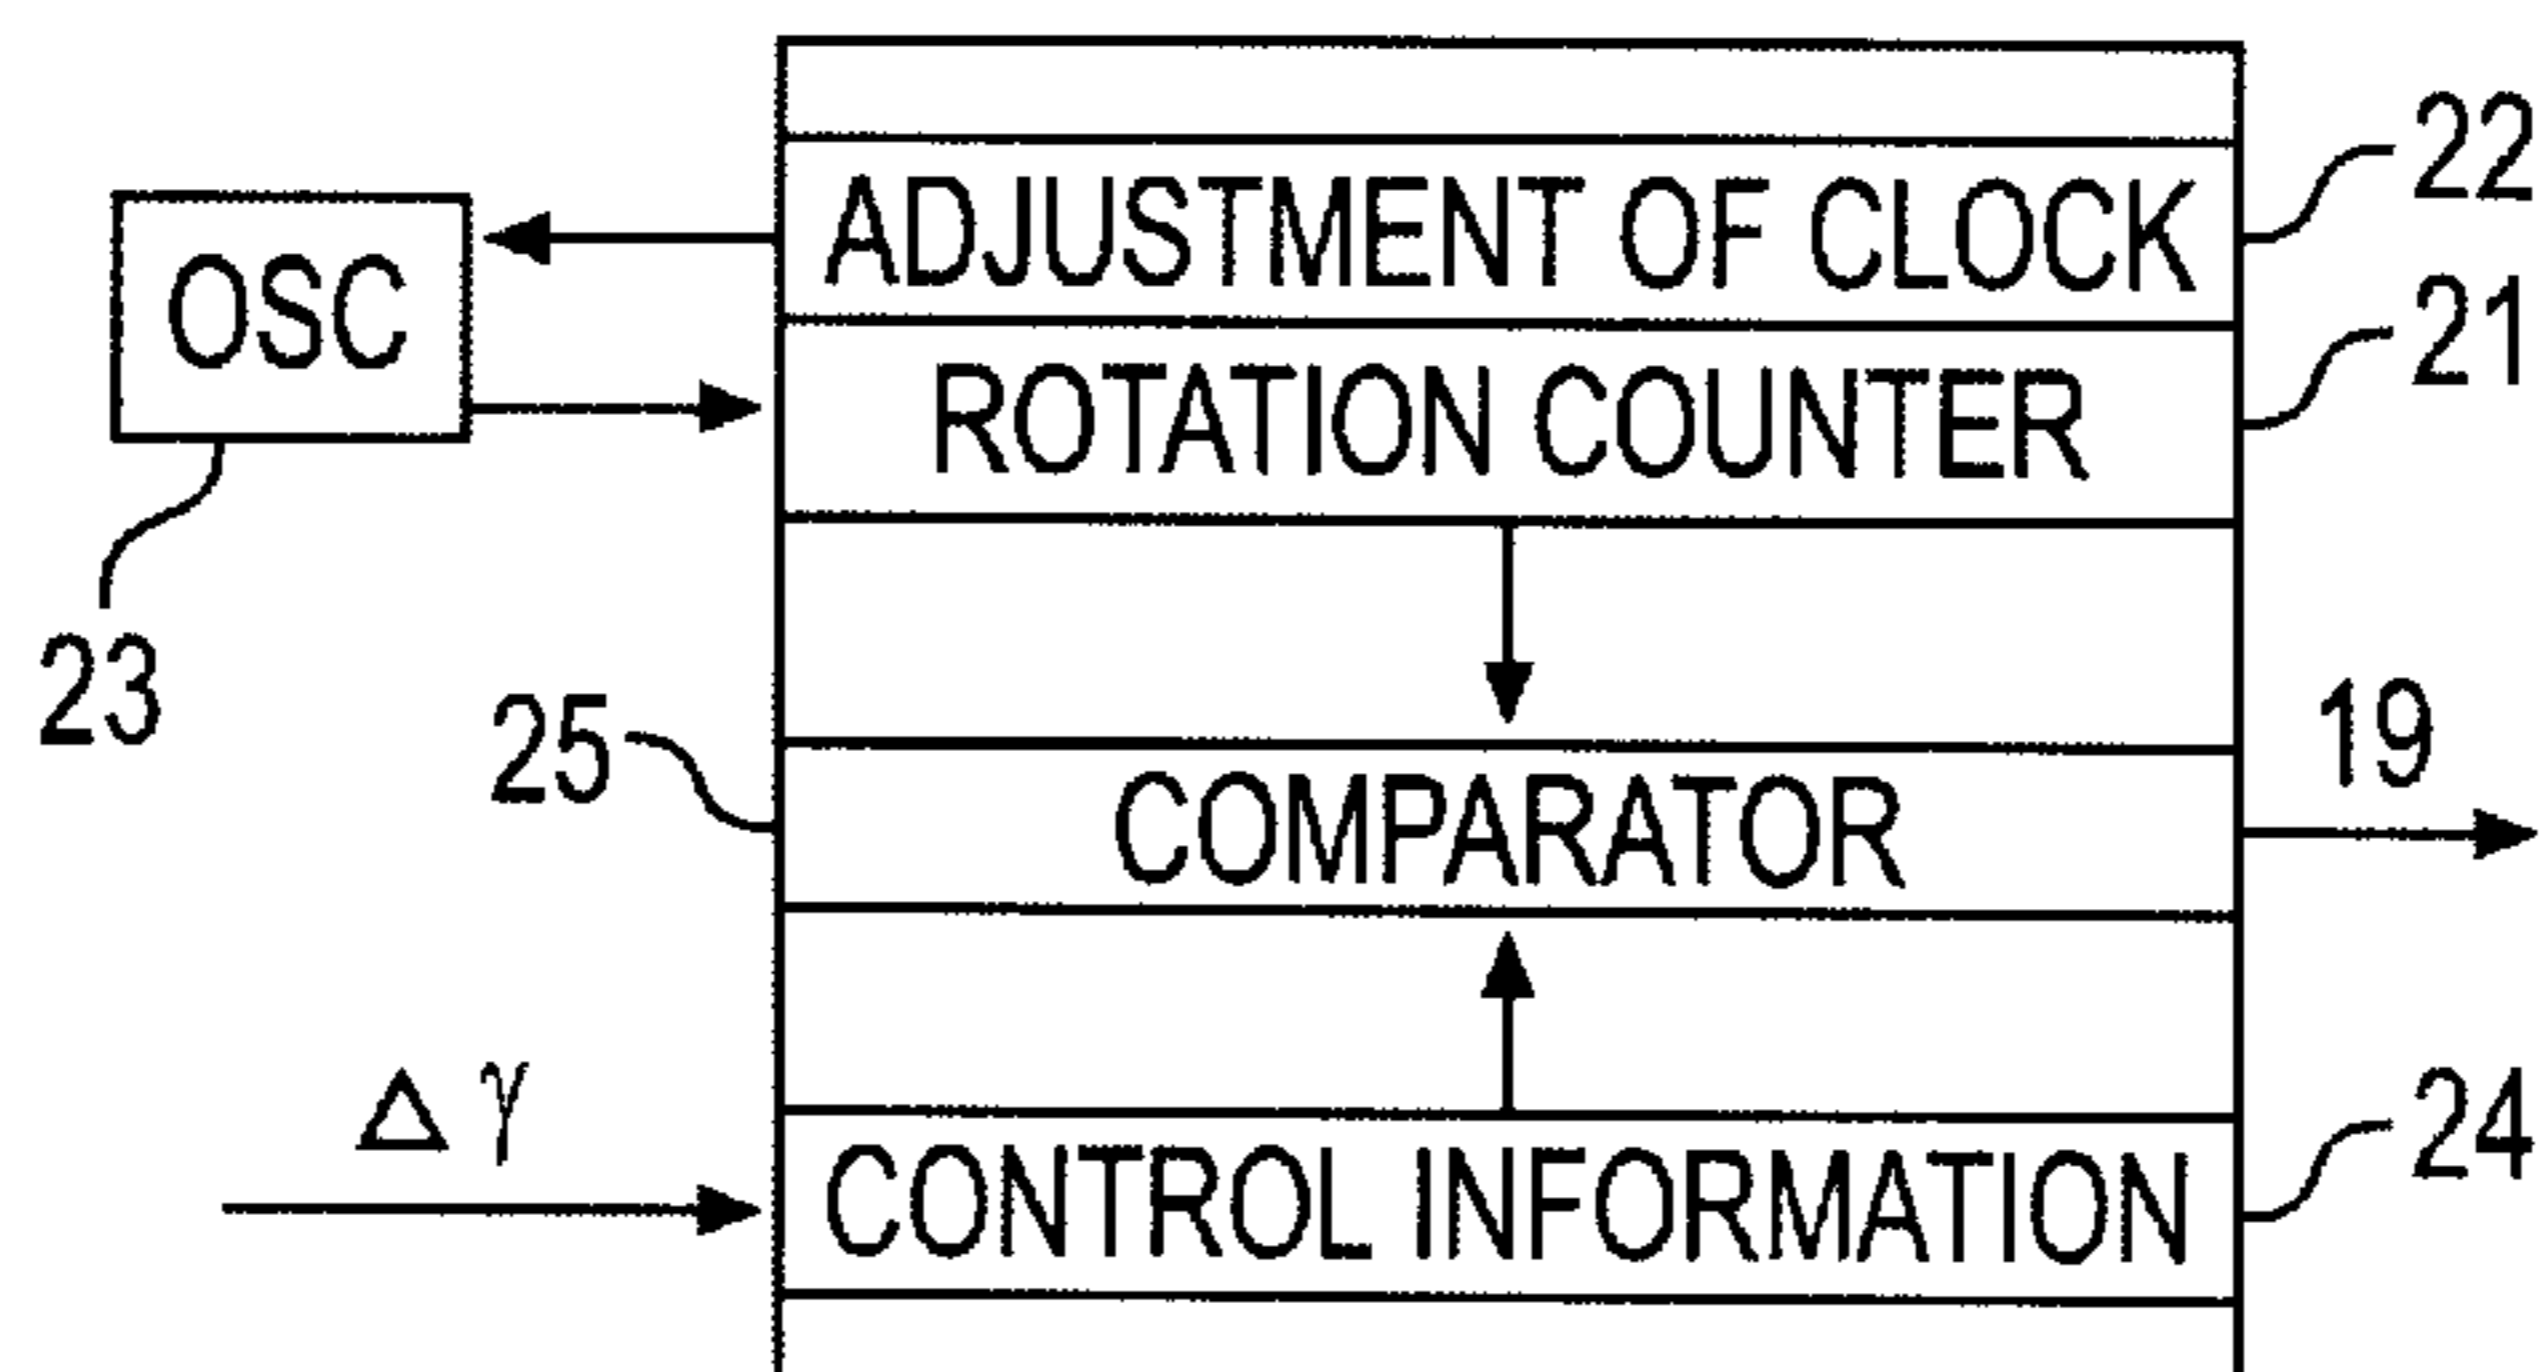 22
ADJUSTMENT OF CLOCK
OSC
21
ROTATION COUNTER
23
25
19
COMPARATOR
Δγ
24
CONTROL INFORMATION